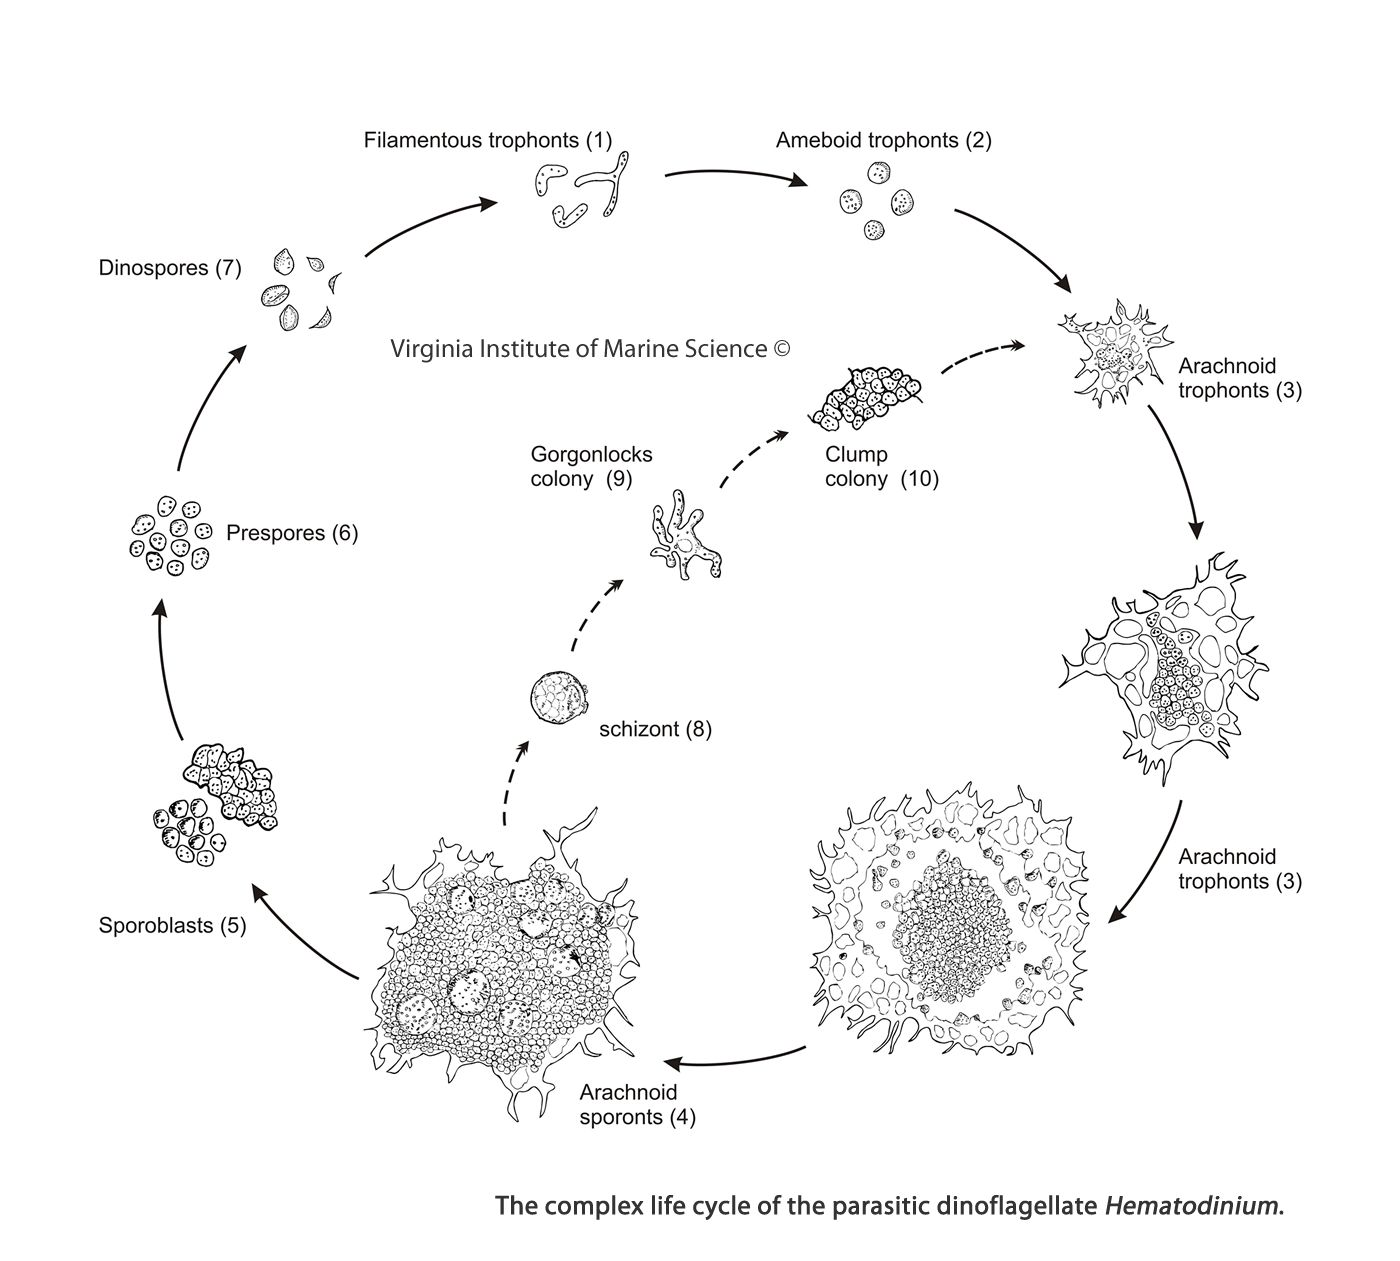 Filamentous trophonts (1)
Ameboid trophonts (2)
Dinospores (7)
Virginia Institute of Marine Science ©
Arachnoid
trophonts (3)
Gorgonlocks
colony (9)
Clump
colony (10)
Prespores (6)
schizont (8)
Arachnoid
trophonts (3)
Sporoblasts (5)
Arachnoid
sporonts (4)
The complex life cycle of the parasitic dinoflagellate Hematodinium.